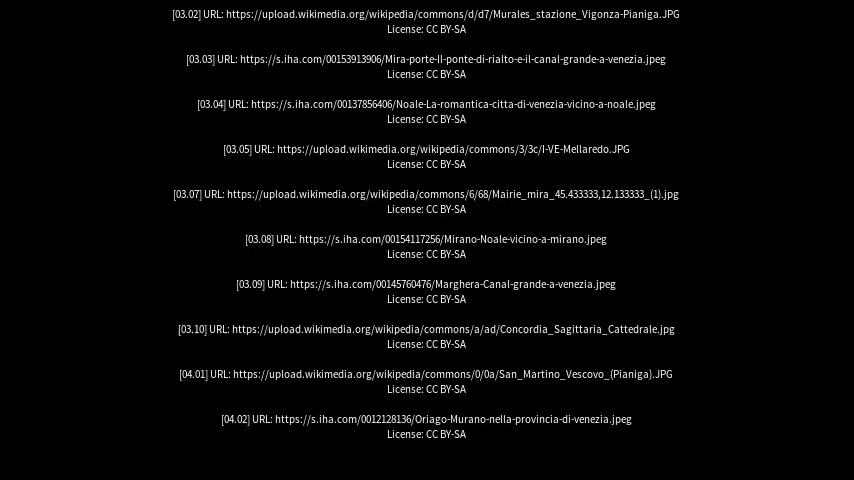 [03.02] URL: https://upload.wikimedia.org/wikipedia/commons/d/d7/Murales_stazione_Vigonza-Pianiga.JPG
License: CC BY-SA
[03.03] URL: https://s.iha.com/00153913906/Mira-porte-Il-ponte-di-rialto-e-il-canal-grande-a-venezia.jpeg
License: CC BY-SA
[03.04] URL: https://s.iha.com/00137856406/Noale-La-romantica-citta-di-venezia-vicino-a-noale.jpeg
License: CC BY-SA
[03.05] URL: https://upload.wikimedia.org/wikipedia/commons/3/3c/I-VE-Mellaredo.JPG
License: CC BY-SA
[03.07] URL: https://upload.wikimedia.org/wikipedia/commons/6/68/Mairie_mira_45.433333,12.133333_(1).jpg
License: CC BY-SA
[03.08] URL: https://s.iha.com/00154117256/Mirano-Noale-vicino-a-mirano.jpeg
License: CC BY-SA
[03.09] URL: https://s.iha.com/00145760476/Marghera-Canal-grande-a-venezia.jpeg
License: CC BY-SA
[03.10] URL: https://upload.wikimedia.org/wikipedia/commons/a/ad/Concordia_Sagittaria_Cattedrale.jpg
License: CC BY-SA
[04.01] URL: https://upload.wikimedia.org/wikipedia/commons/0/0a/San_Martino_Vescovo_(Pianiga).JPG
License: CC BY-SA
[04.02] URL: https://s.iha.com/0012128136/Oriago-Murano-nella-provincia-di-venezia.jpeg
License: CC BY-SA